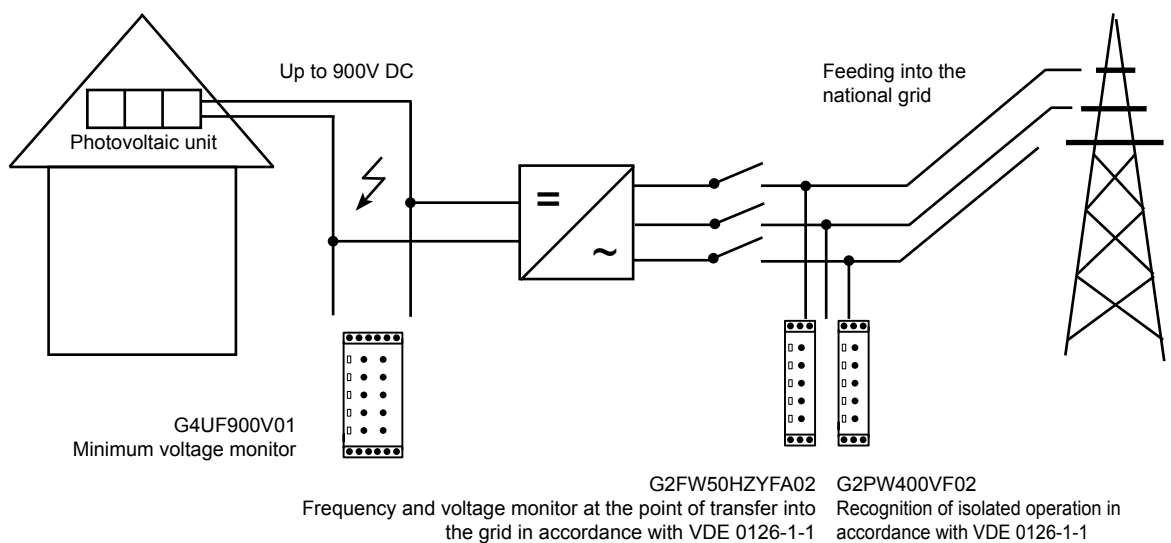 Up to 900V DC
Feeding into the
national grid
Photovoltaic unit
=
~
G4UF900V01
Minimum voltage monitor
G2FW50HZYFA02
Frequency and voltage monitor at the point of transfer into
the grid in accordance with VDE 0126-1-1
G2PW400VF02
Recognition of isolated operation in
accordance with VDE 0126-1-1